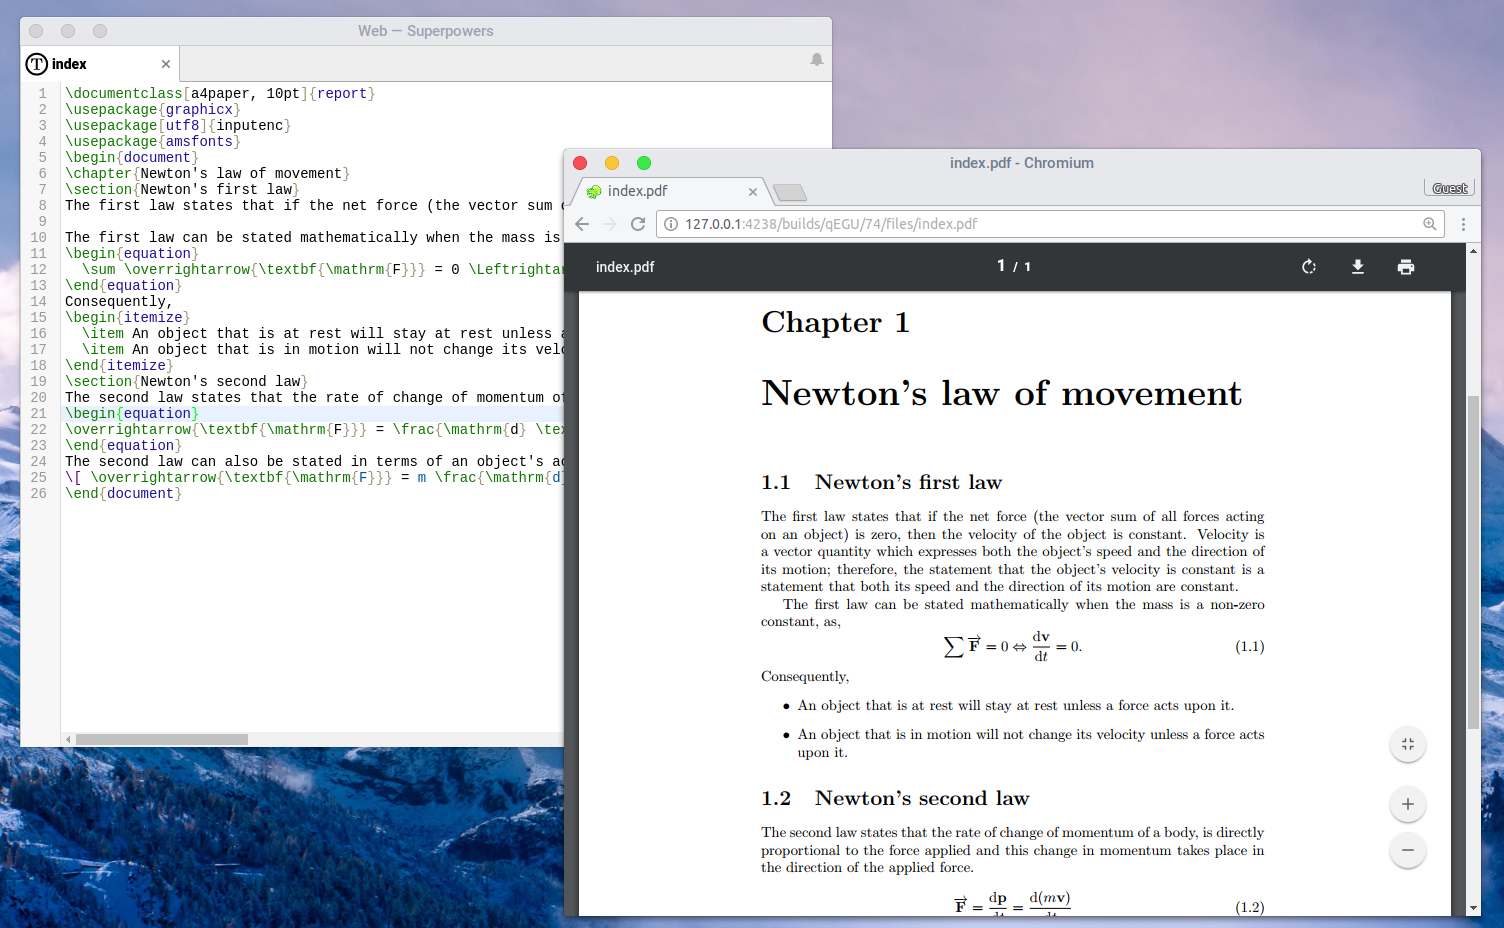 Web — Superpowers
T index
1 \documentclass[a4paper, 10pt]{report}
2 \usepackage{graphicx}
3 \usepackage[utf8]{inputenc}
4 \usepackage{amsfonts}
5 \begin{document}
6 \chapter{Newton's law of movement}
7 \section{Newton's first law}
8 The first law states that if the net force (the vector sum
9
10 The first law can be stated mathematically when the mass is
11 \begin{equation}
12 \sum \overrightarrow{\textbf{\mathrm{F}}} = 0 \Leftrightar
13 \end{equation}
14 Consequently,
15 \begin{itemize}
16 \item An object that is at rest will stay at rest unless
17 \item An object that is in motion will not change its velo
18 \end{itemize}
19 \section{Newton's second law}
20 The second law states that the rate of change of momentum of
21 \begin{equation}
22 \overrightarrow{\textbf{\mathrm{F}}} = \frac{\mathrm{d} \tex
23 \end{equation}
24 The second law can also be stated in terms of an object's ac
25 \[ \overrightarrow{\textbf{\mathrm{F}}} = m \frac{\mathrm{d
26 \end{document}
index.pdf - Chromium
index.pdf
Guest
127.0.0.1:4238/builds/qEGU/74/files/index.pdf
index.pdf
1 / 1
Chapter 1
Newton's law of movement
1.1 Newton's first law
The first law states that if the net force (the vector sum of all forces acting
on an object) is zero, then the velocity of the object is constant. Velocity is
a vector quantity which expresses both the object's speed and the direction of
its motion; therefore, the statement that the object's velocity is constant is a
statement that both its speed and the direction of its motion are constant.
The first law can be stated mathematically when the mass is a non-zero
constant, as,
∑ F⃗ = 0 ⇔ dv/dt = 0. (1.1)
Consequently,
• An object that is at rest will stay at rest unless a force acts upon it.
• An object that is in motion will not change its velocity unless a force acts
upon it.
1.2 Newton's second law
The second law states that the rate of change of momentum of a body, is directly
proportional to the force applied and this change in momentum takes place in
the direction of the applied force.
F⃗ = dp/dt = d(mv)/dt (1.2)